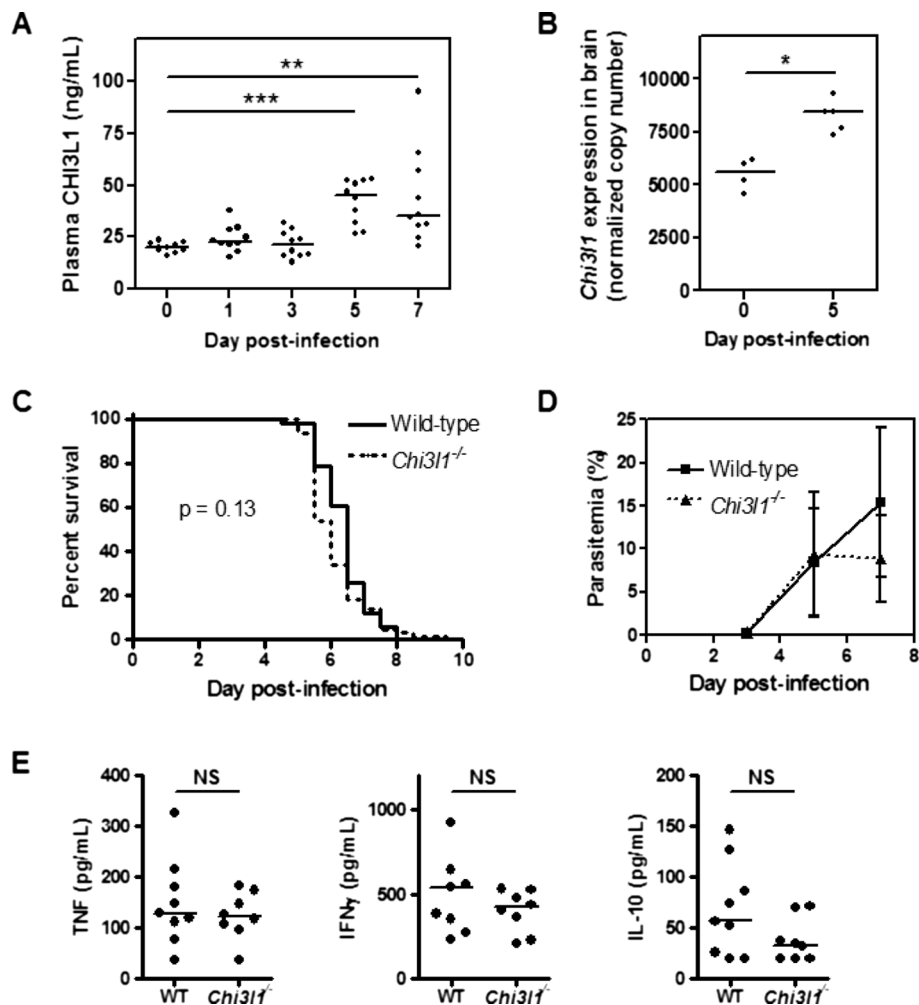 A
Plasma CHI3L1 (ng/mL)
100
75
50
25
0
**
***
0 1 3 5 7
Day post-infection
B
Chi3l1 expression in brain
(normalized copy number)
10000
7500
5000
2500
0
*
0 5
Day post-infection
C
Percent survival
100
80
60
40
20
0
Wild-type
Chi3l1-/-
p = 0.13
0 2 4 6 8 10
Day post-infection
D
Parasitemia (%)
25
20
15
10
5
0
Wild-type
Chi3l1-/-
0 2 4 6 8
Day post-infection
E
TNF (pg/mL)
400
300
200
100
0
NS
WT Chi3l1-/-
IFNγ (pg/mL)
1000
500
0
NS
WT Chi3l1-/-
IL-10 (pg/mL)
200
150
100
50
0
NS
WT Chi3l1-/-